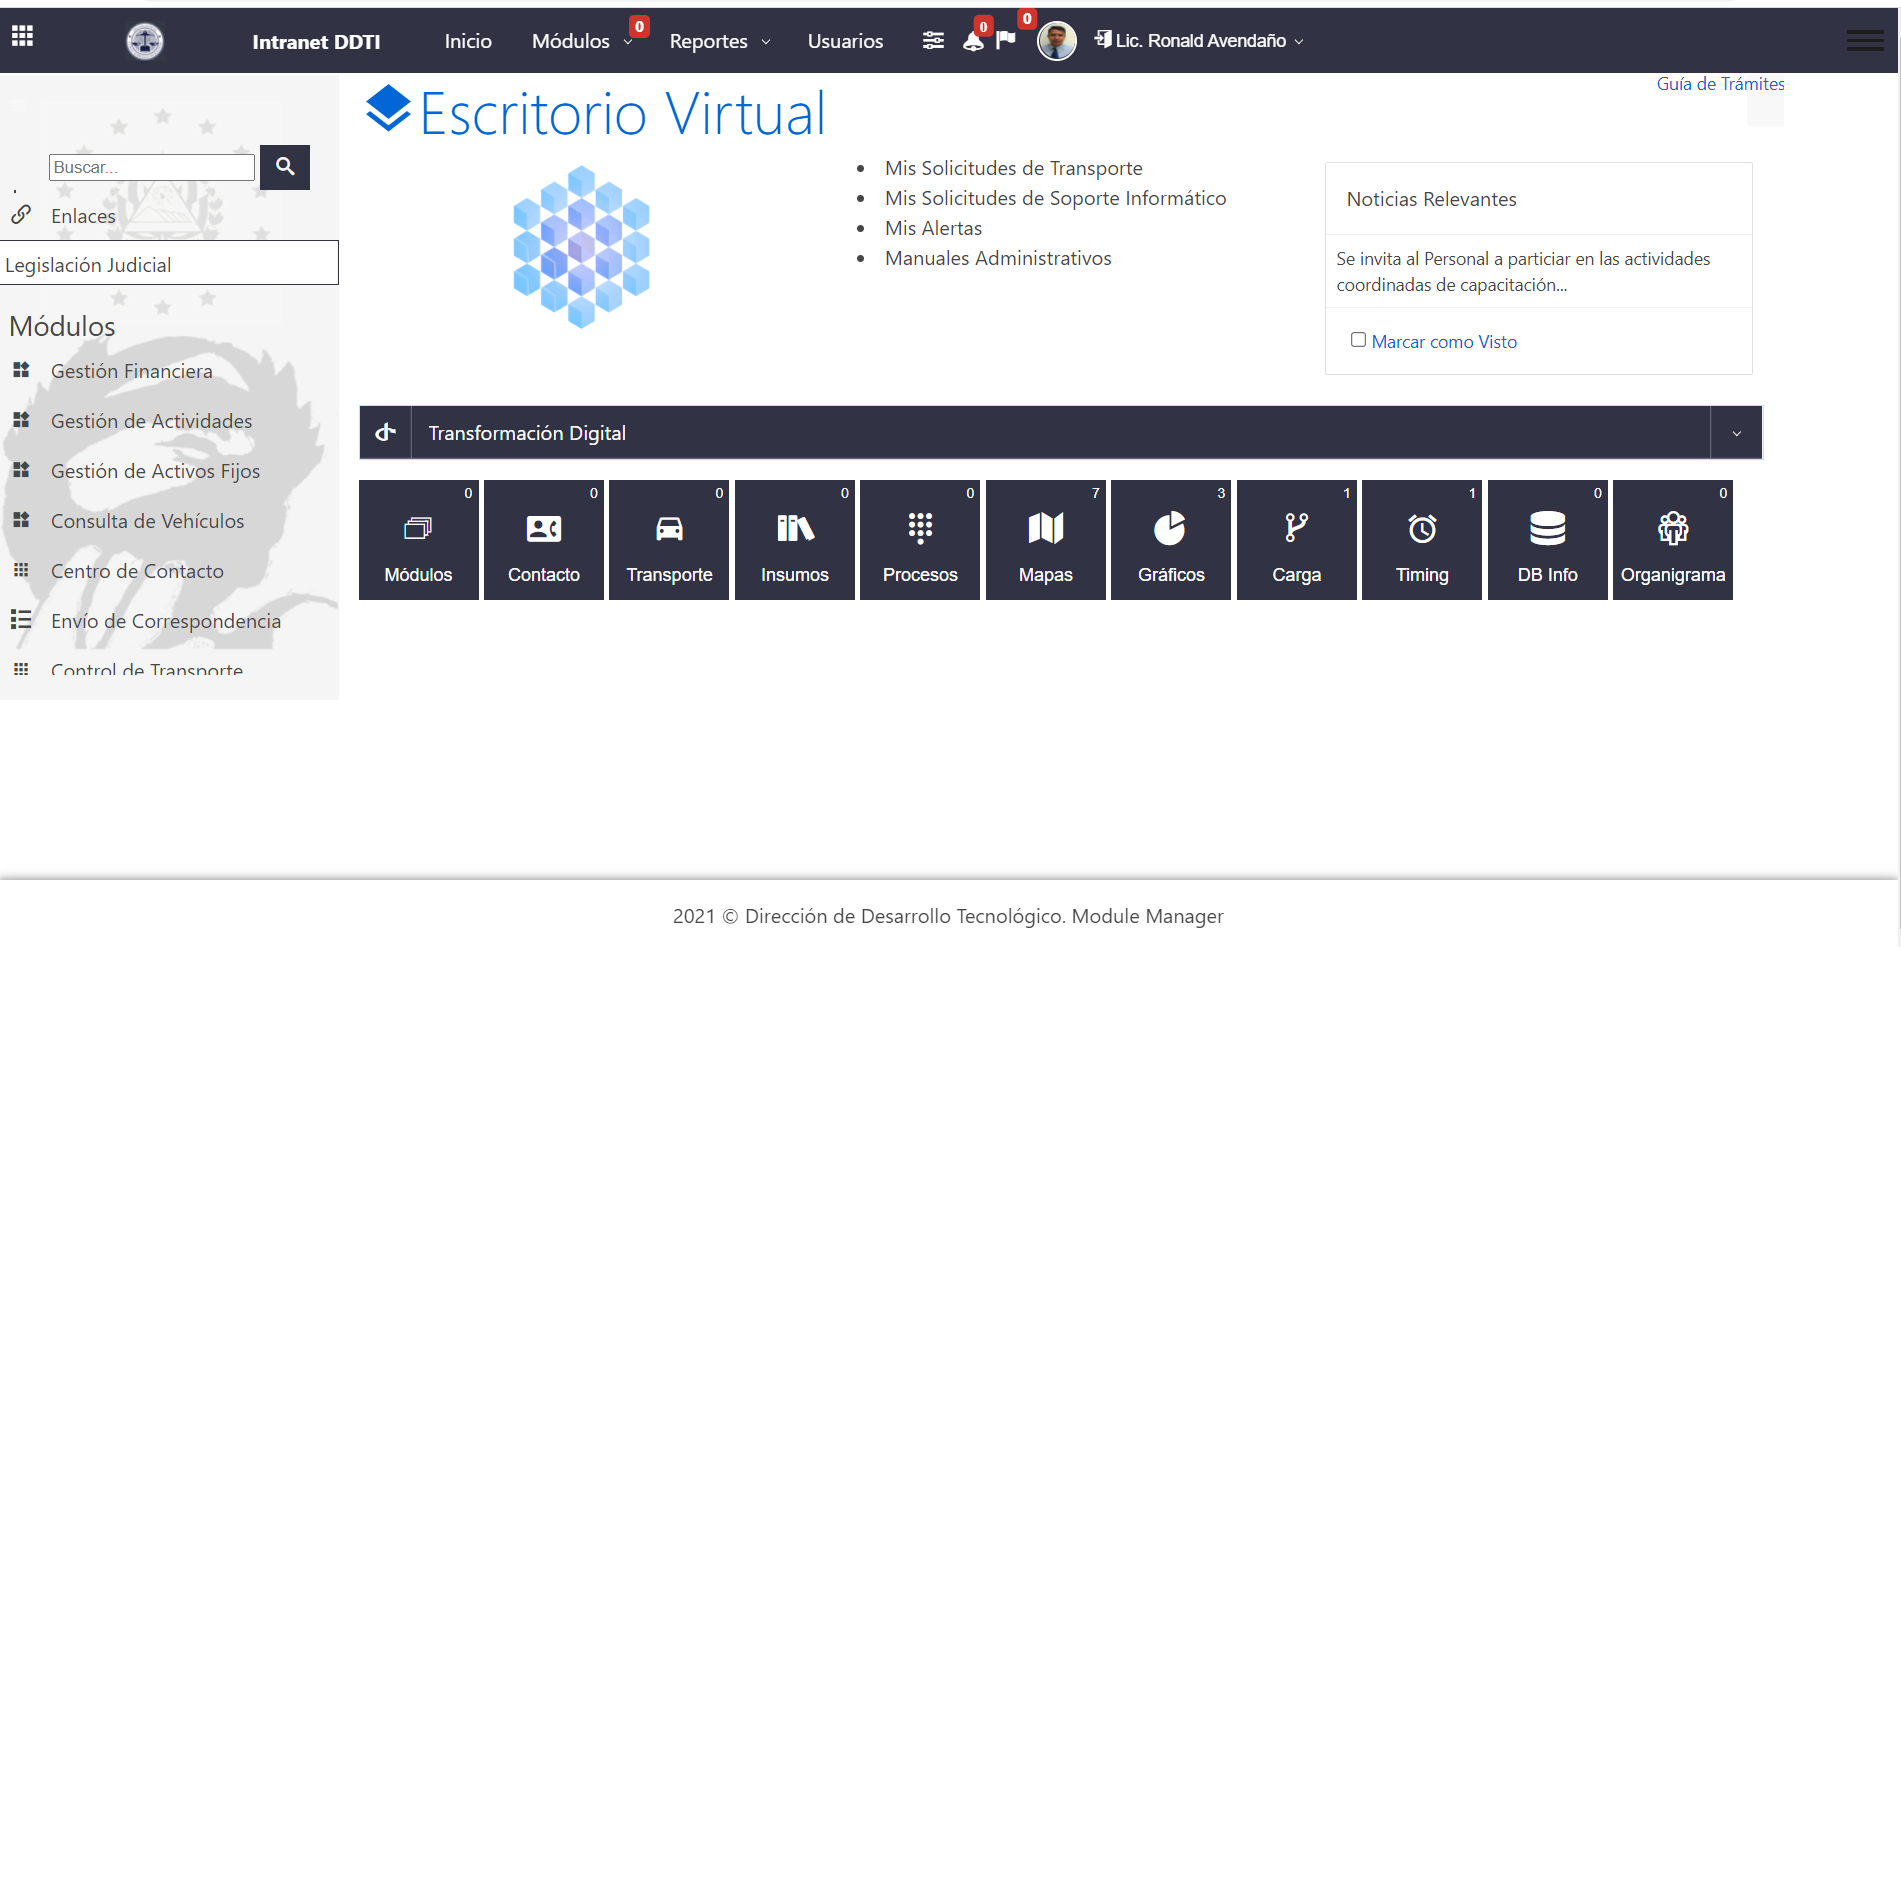 Intranet DDTI
Inicio
Módulos
0
Reportes
Usuarios
0
0
Lic. Ronald Avendaño
Guía de Trámites
Escritorio Virtual
Buscar...
Enlaces
Legislación Judicial
Módulos
Gestión Financiera
Gestión de Actividades
Gestión de Activos Fijos
Consulta de Vehículos
Centro de Contacto
Envío de Correspondencia
Control de Transporte
Mis Solicitudes de Transporte
Mis Solicitudes de Soporte Informático
Mis Alertas
Manuales Administrativos
Noticias Relevantes
Se invita al Personal a particiar en las actividades
coordinadas de capacitación...
Marcar como Visto
Transformación Digital
0
Módulos
0
Contacto
0
Transporte
0
Insumos
0
Procesos
7
Mapas
3
Gráficos
1
Carga
1
Timing
0
DB Info
0
Organigrama
2021 © Dirección de Desarrollo Tecnológico. Module Manager